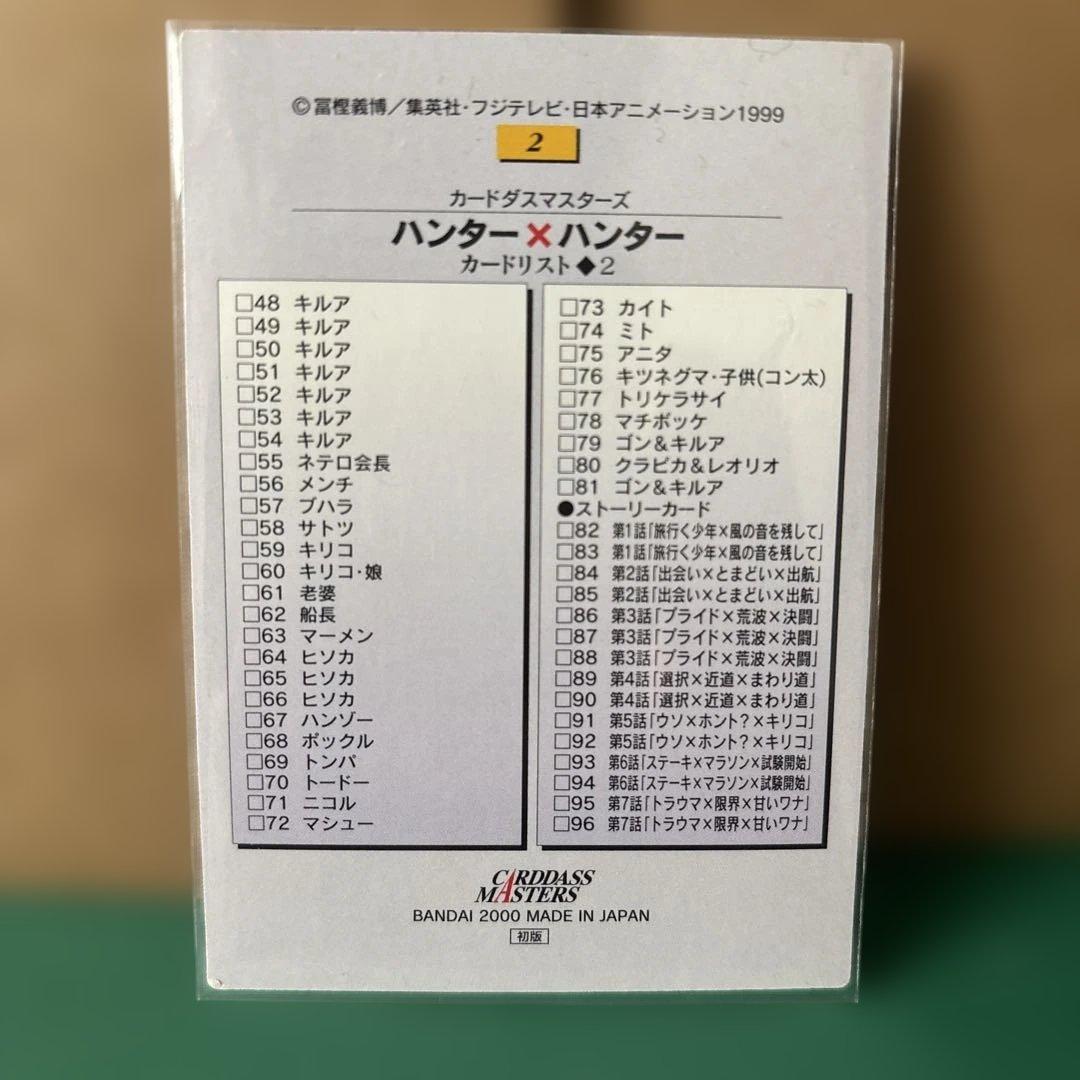 ©冨樫義博／集英社・フジテレビ・日本アニメーション1999
2
カードダスマスターズ
ハンター×ハンター
カードリスト◆2
□48 キルア
□49 キルア
□50 キルア
□51 キルア
□52 キルア
□53 キルア
□54 キルア
□55 ネテロ会長
□56 メンチ
□57 ブハラ
□58 サトツ
□59 キリコ
□60 キリコ・娘
□61 老婆
□62 船長
□63 マーメン
□64 ヒソカ
□65 ヒソカ
□66 ヒソカ
□67 ハンゾー
□68 ポックル
□69 トンパ
□70 トードー
□71 ニコル
□72 マシュー
□73 カイト
□74 ミト
□75 アニタ
□76 キツネグマ・子供(コン太)
□77 トリケラサイ
□78 マチボッケ
□79 ゴン＆キルア
□80 クラピカ＆レオリオ
□81 ゴン＆キルア
●ストーリーカード
□82 第1話「旅行く少年×風の音を残して」
□83 第1話「旅行く少年×風の音を残して」
□84 第2話「出会い×とまどい×出航」
□85 第2話「出会い×とまどい×出航」
□86 第3話「プライド×荒波×決闘」
□87 第3話「プライド×荒波×決闘」
□88 第3話「プライド×荒波×決闘」
□89 第4話「選択×近道×まわり道」
□90 第4話「選択×近道×まわり道」
□91 第5話「ウソ×ホント？×キリコ」
□92 第5話「ウソ×ホント？×キリコ」
□93 第6話「ステーキ×マラソン×試験開始」
□94 第6話「ステーキ×マラソン×試験開始」
□95 第7話「トラウマ×限界×甘いワナ」
□96 第7話「トラウマ×限界×甘いワナ」
CARDDASS
MASTERS
BANDAI 2000 MADE IN JAPAN
初版